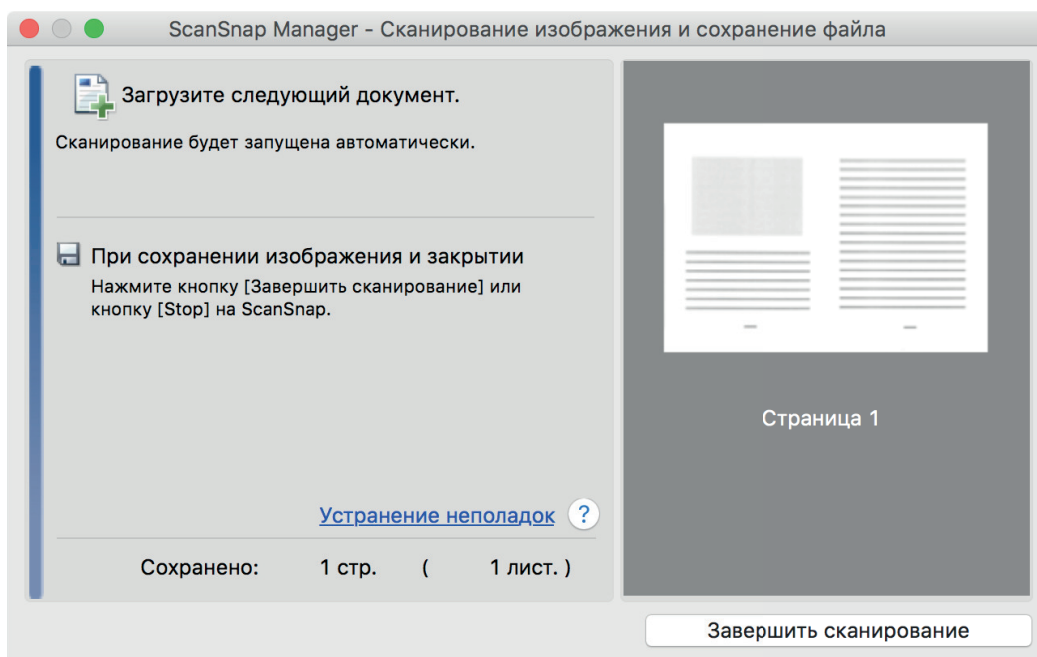 ScanSnap Manager - Сканирование изображения и сохранение файла
Загрузите следующий документ.
Сканирование будет запущена автоматически.
При сохранении изображения и закрытии
Нажмите кнопку [Завершить сканирование] или
кнопку [Stop] на ScanSnap.
Устранение неполадок ?
Сохранено: 1 стр. ( 1 лист. )
Страница 1
Завершить сканирование